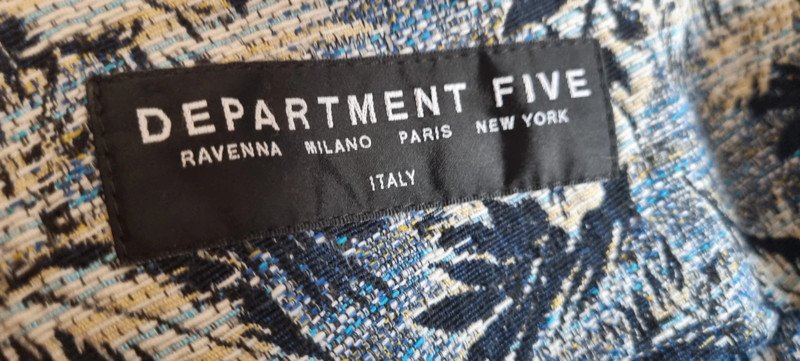 DEPARTMENT FIVE
RAVENNA MILANO PARIS NEW YORK
ITALY